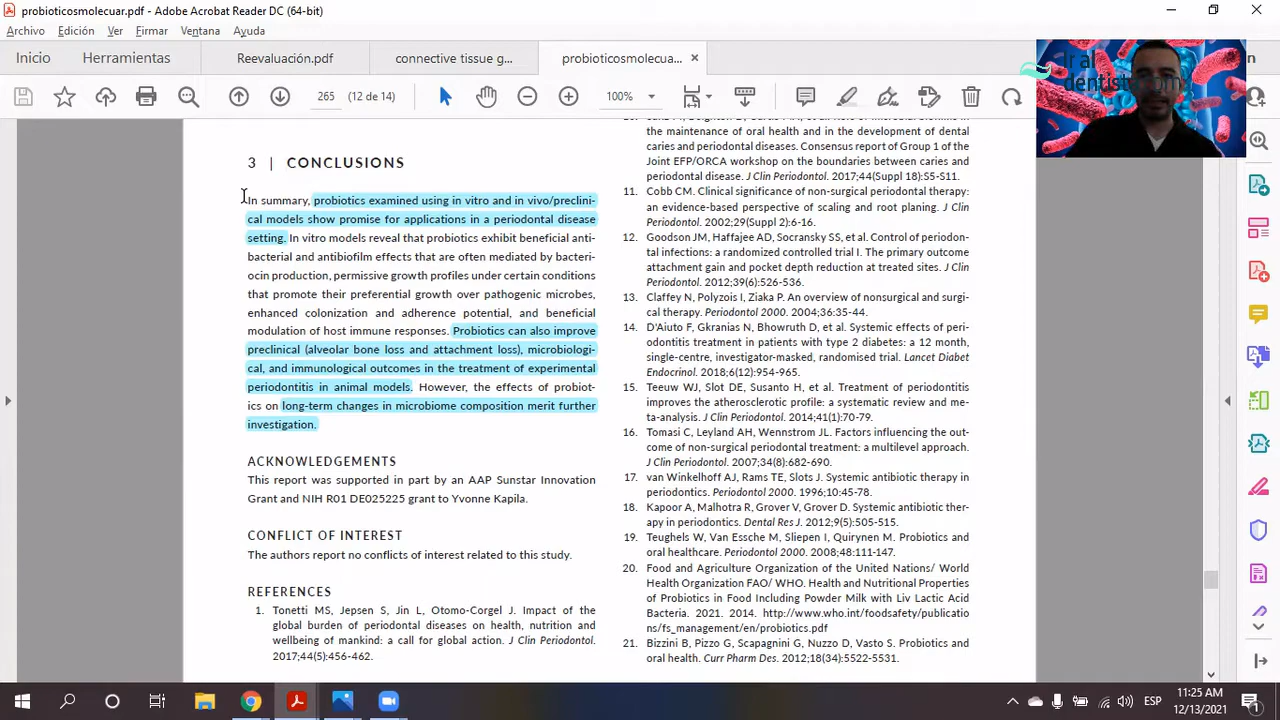 probioticosmolecuar.pdf - Adobe Acrobat Reader DC (64-bit)
Archivo Edición Ver Firmar Ventana Ayuda
Inicio Herramientas Reevaluación.pdf connective tissue g... probioticosmolecua...
265 (12 de 14) 100%
Ir al
dentista.com
3 | CONCLUSIONS
In summary, probiotics examined using in vitro and in vivo/preclini-
cal models show promise for applications in a periodontal disease
setting. In vitro models reveal that probiotics exhibit beneficial anti-
bacterial and antibiofilm effects that are often mediated by bacteri-
ocin production, permissive growth profiles under certain conditions
that promote their preferential growth over pathogenic microbes,
enhanced colonization and adherence potential, and beneficial
modulation of host immune responses. Probiotics can also improve
preclinical (alveolar bone loss and attachment loss), microbiologi-
cal, and immunological outcomes in the treatment of experimental
periodontitis in animal models. However, the effects of probiot-
ics on long-term changes in microbiome composition merit further
investigation.
ACKNOWLEDGEMENTS
This report was supported in part by an AAP Sunstar Innovation
Grant and NIH R01 DE025225 grant to Yvonne Kapila.
CONFLICT OF INTEREST
The authors report no conflicts of interest related to this study.
REFERENCES
1. Tonetti MS, Jepsen S, Jin L, Otomo-Corgel J. Impact of the
global burden of periodontal diseases on health, nutrition and
wellbeing of mankind: a call for global action. J Clin Periodontol.
2017;44(5):456-462.
the maintenance of oral health and in the development of dental
caries and periodontal diseases. Consensus report of Group 1 of the
Joint EFP/ORCA workshop on the boundaries between caries and
periodontal disease. J Clin Periodontol. 2017;44(Suppl 18):S5-S11.
11. Cobb CM. Clinical significance of non-surgical periodontal therapy:
an evidence-based perspective of scaling and root planing. J Clin
Periodontol. 2002;29(Suppl 2):6-16.
12. Goodson JM, Haffajee AD, Socransky SS, et al. Control of periodon-
tal infections: a randomized controlled trial I. The primary outcome
attachment gain and pocket depth reduction at treated sites. J Clin
Periodontol. 2012;39(6):526-536.
13. Claffey N, Polyzois I, Ziaka P. An overview of nonsurgical and surgi-
cal therapy. Periodontol 2000. 2004;36:35-44.
14. D'Aiuto F, Gkranias N, Bhowruth D, et al. Systemic effects of peri-
odontitis treatment in patients with type 2 diabetes: a 12 month,
single-centre, investigator-masked, randomised trial. Lancet Diabet
Endocrinol. 2018;6(12):954-965.
15. Teeuw WJ, Slot DE, Susanto H, et al. Treatment of periodontitis
improves the atherosclerotic profile: a systematic review and me-
ta-analysis. J Clin Periodontol. 2014;41(1):70-79.
16. Tomasi C, Leyland AH, Wennstrom JL. Factors influencing the out-
come of non-surgical periodontal treatment: a multilevel approach.
J Clin Periodontol. 2007;34(8):682-690.
17. van Winkelhoff AJ, Rams TE, Slots J. Systemic antibiotic therapy in
periodontics. Periodontol 2000. 1996;10:45-78.
18. Kapoor A, Malhotra R, Grover V, Grover D. Systemic antibiotic ther-
apy in periodontics. Dental Res J. 2012;9(5):505-515.
19. Teughels W, Van Essche M, Sliepen I, Quirynen M. Probiotics and
oral healthcare. Periodontol 2000. 2008;48:111-147.
20. Food and Agriculture Organization of the United Nations/ World
Health Organization FAO/ WHO. Health and Nutritional Properties
of Probiotics in Food Including Powder Milk with Liv Lactic Acid
Bacteria. 2021. 2014. http://www.who.int/foodsafety/publicatio
ns/fs_management/en/probiotics.pdf
21. Bizzini B, Pizzo G, Scapagnini G, Nuzzo D, Vasto S. Probiotics and
oral health. Curr Pharm Des. 2012;18(34):5522-5531.
ESP
11:25 AM
12/13/2021